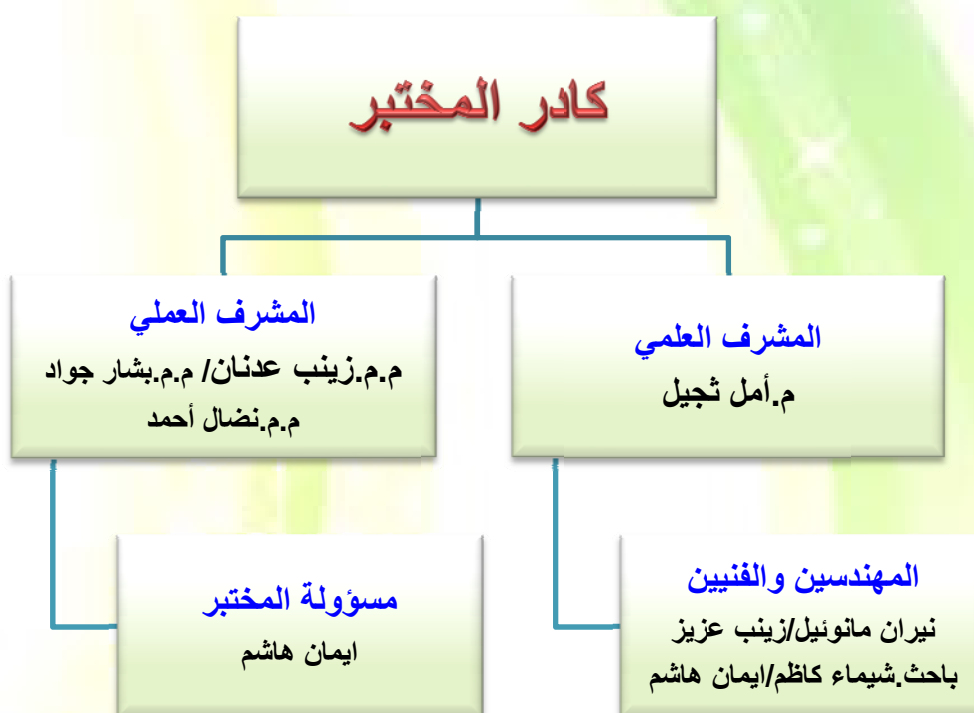 كادر المختبر
المشرف العلمي
م.أمل ثجيل
المشرف العملي
م.م.زينب عدنان/ م.م.بشار جواد
م.م.نضال أحمد
المهندسين والفنيين
نيران مانوئيل/زينب عزيز
باحث.شيماء كاظم/ايمان هاشم
مسؤولة المختبر
ايمان هاشم